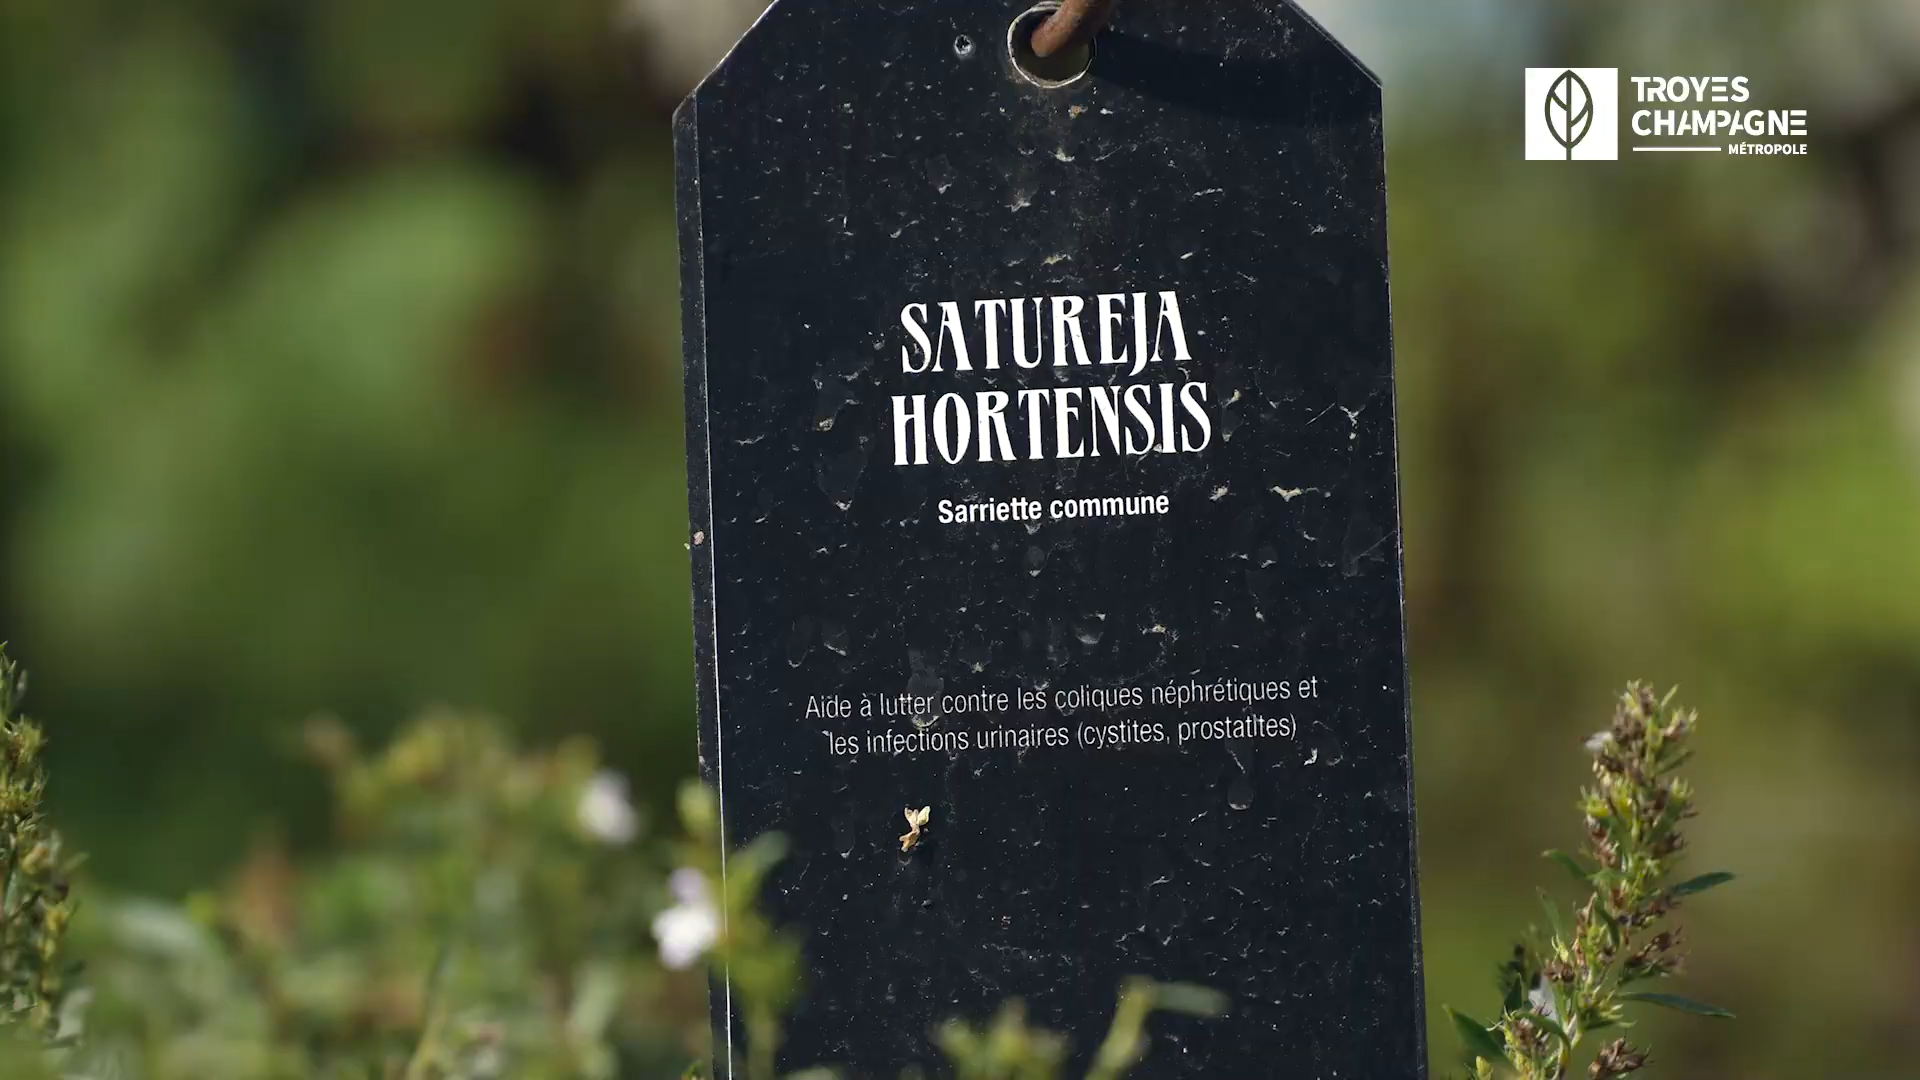 TROYES
CHAMPAGNE
MÉTROPOLE
SATUREJA
HORTENSIS
Sarriette commune
Aide à lutter contre les coliques néphrétiques et
les infections urinaires (cystites, prostatites)